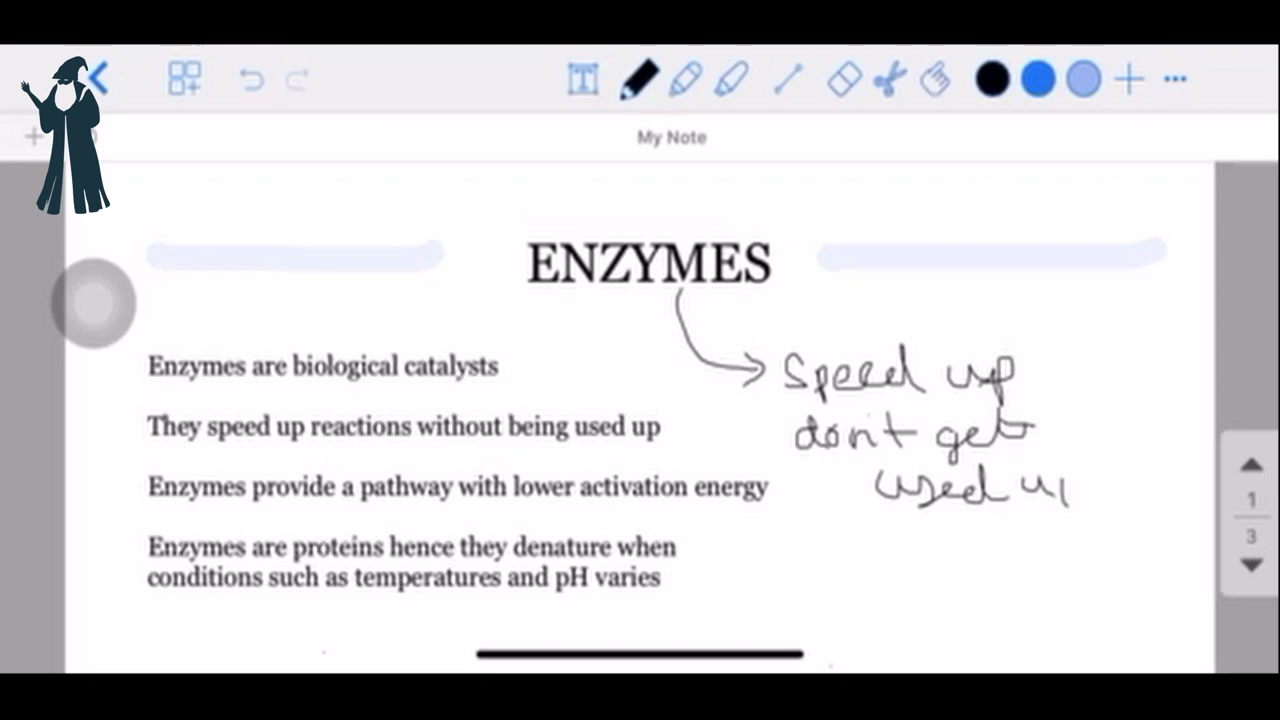 My Note
ENZYMES
Enzymes are biological catalysts
They speed up reactions without being used up
Enzymes provide a pathway with lower activation energy
Enzymes are proteins hence they denature when
conditions such as temperatures and pH varies
Speed up
don't get
used
1
3